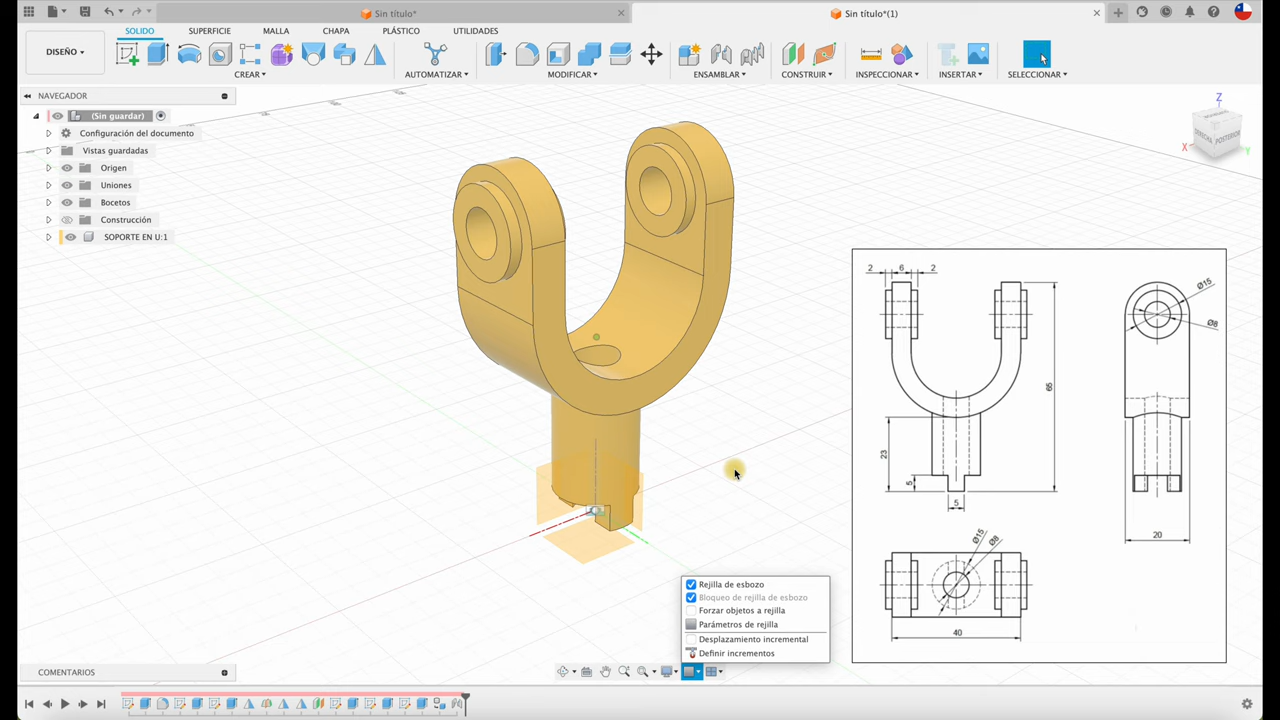 Sin título*
Sin título*(1)
SOLIDO
SUPERFICIE
MALLA
CHAPA
PLÁSTICO
UTILIDADES
DISEÑO
CREAR
AUTOMATIZAR
MODIFICAR
ENSAMBLAR
CONSTRUIR
INSPECCIONAR
INSERTAR
SELECCIONAR
NAVEGADOR
(Sin guardar)
Configuración del documento
Vistas guardadas
Origen
Uniones
Bocetos
Construcción
SOPORTE EN U:1
Z
X
Y
DERECHA
POSTERIOR
2 6 2
Ø15
Ø8
65
23
5
5
20
Ø15
Ø8
40
Rejilla de esbozo
Bloqueo de rejilla de esbozo
Forzar objetos a rejilla
Parámetros de rejilla
Desplazamiento incremental
Definir incrementos
COMENTARIOS